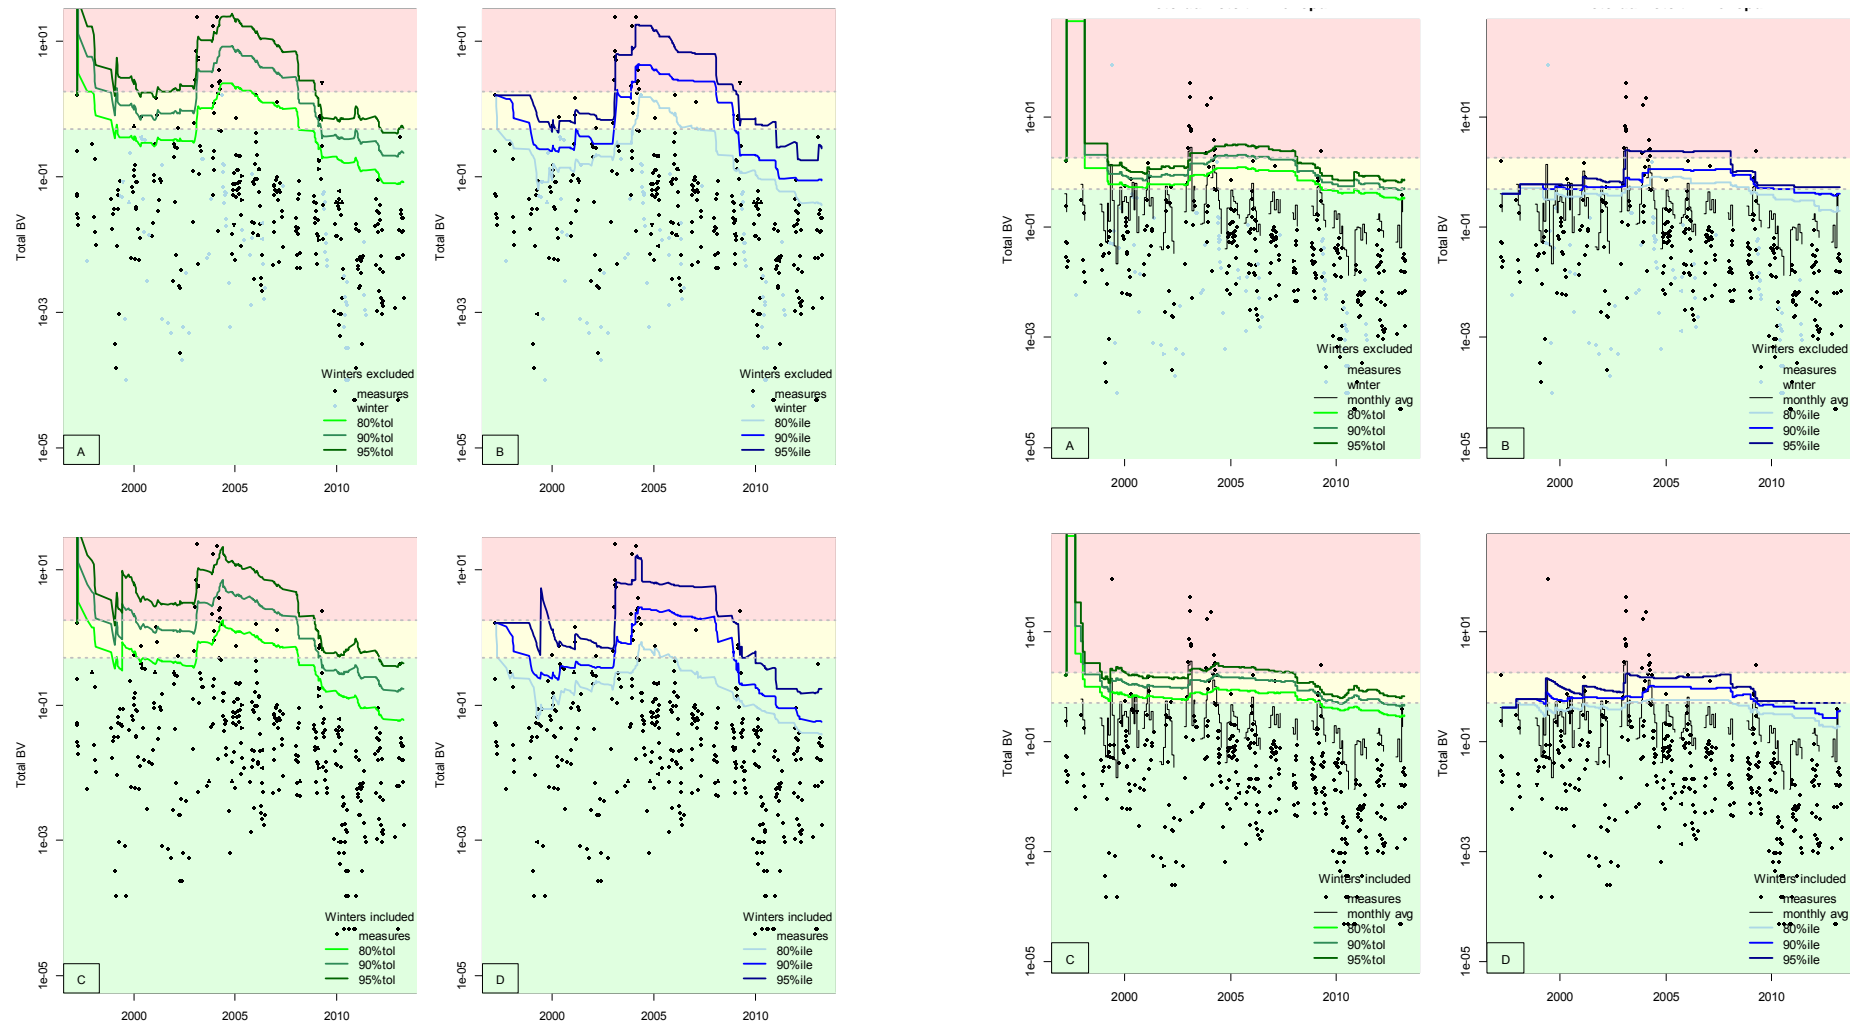 Total BV
1e+01
1e-01
1e-03
1e-05
2000
2005
2010
Winters excluded
measures
winter
80%tol
90%tol
95%tol
A
Total BV
1e+01
1e-01
1e-03
1e-05
2000
2005
2010
Winters excluded
measures
winter
80%ile
90%ile
95%ile
B
Total BV
1e+01
1e-01
1e-03
1e-05
2000
2005
2010
Winters excluded
measures
winter
monthly avg
80%tol
90%tol
95%tol
A
Total BV
1e+01
1e-01
1e-03
1e-05
2000
2005
2010
Winters excluded
measures
winter
monthly avg
80%ile
90%ile
95%ile
B
Total BV
1e+01
1e-01
1e-03
1e-05
2000
2005
2010
Winters included
measures
80%tol
90%tol
95%tol
C
Total BV
1e+01
1e-01
1e-03
1e-05
2000
2005
2010
Winters included
measures
80%ile
90%ile
95%ile
D
Total BV
1e+01
1e-01
1e-03
1e-05
2000
2005
2010
Winters included
measures
monthly avg
80%tol
90%tol
95%tol
C
Total BV
1e+01
1e-01
1e-03
1e-05
2000
2005
2010
Winters included
measures
monthly avg
80%ile
90%ile
95%ile
D